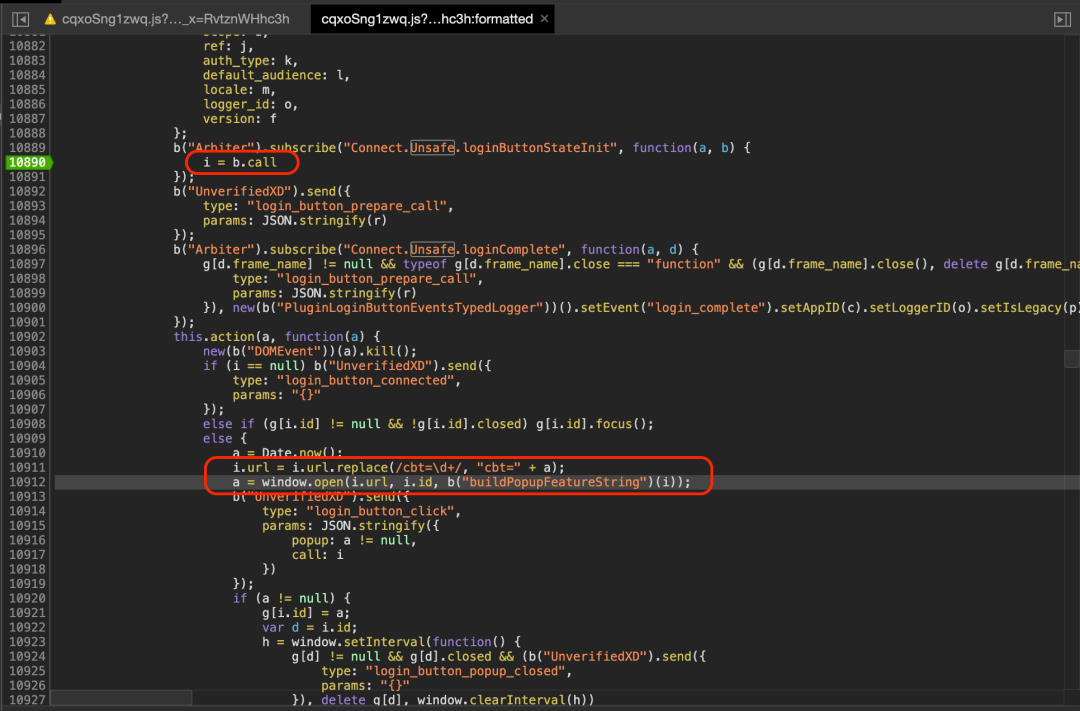 cqxoSng1zwq.js?…_x=RvtznWHhc3h
cqxoSng1zwq.js?…hc3h:formatted ×
10882 ref: j,
10883 auth_type: k,
10884 default_audience: l,
10885 locale: m,
10886 logger_id: o,
10887 version: f
10888 };
10889 b("Arbiter").subscribe("Connect.Unsafe.loginButtonStateInit", function(a, b) {
10890 i = b.call
10891 });
10892 b("UnverifiedXD").send({
10893 type: "login_button_prepare_call",
10894 params: JSON.stringify(r)
10895 });
10896 b("Arbiter").subscribe("Connect.Unsafe.loginComplete", function(a, d) {
10897 g[d.frame_name] != null && typeof g[d.frame_name].close === "function" && (g[d.frame_name].close(), delete g[d.frame_na
10898 type: "login_button_prepare_call",
10899 params: JSON.stringify(r)
10900 }), new(b("PluginLoginButtonEventsTypedLogger"))().setEvent("login_complete").setAppID(c).setLoggerID(o).setIsLegacy(p)
10901 });
10902 this.action(a, function(a) {
10903 new(b("DOMEvent"))(a).kill();
10904 if (i == null) b("UnverifiedXD").send({
10905 type: "login_button_connected",
10906 params: "{}"
10907 });
10908 else if (g[i.id] != null && !g[i.id].closed) g[i.id].focus();
10909 else {
10910 a = Date.now();
10911 i.url = i.url.replace(/cbt=\d+/, "cbt=" + a);
10912 a = window.open(i.url, i.id, b("buildPopupFeatureString")(i));
10913 b("UnverifiedXD").send({
10914 type: "login_button_click",
10915 params: JSON.stringify({
10916 popup: a != null,
10917 call: i
10918 })
10919 });
10920 if (a != null) {
10921 g[i.id] = a;
10922 var d = i.id;
10923 h = window.setInterval(function() {
10924 g[d] != null && g[d].closed && (b("UnverifiedXD").send({
10925 type: "login_button_popup_closed",
10926 params: "{}"
10927 }), delete g[d], window.clearInterval(h))